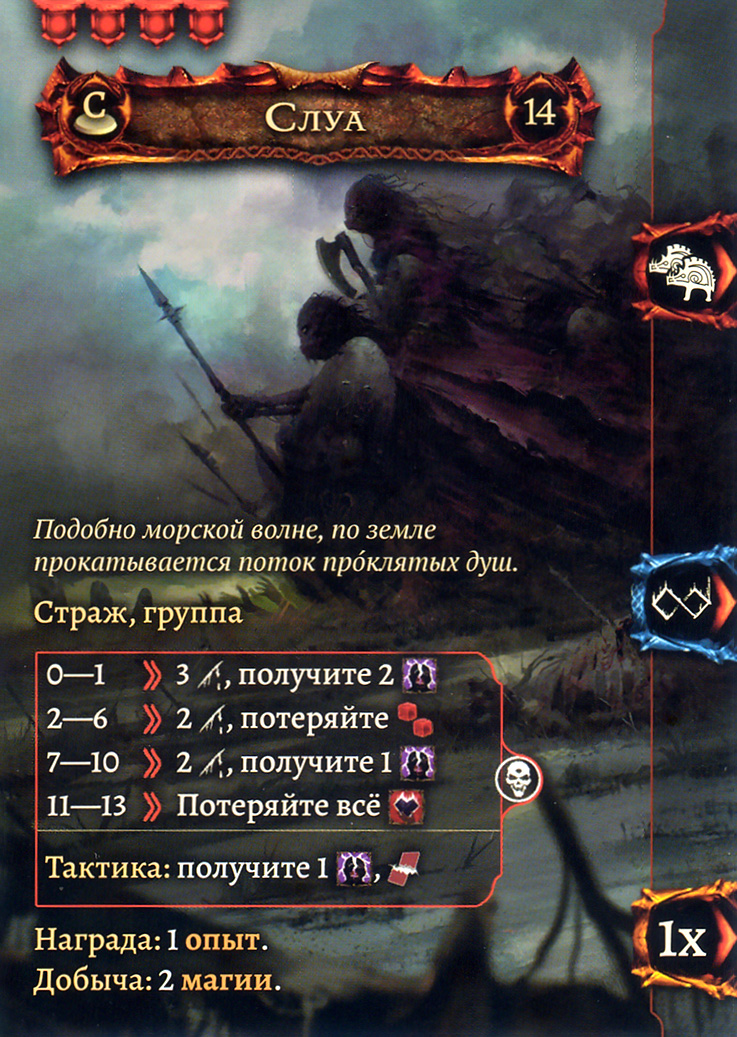 С Слуа 14
Подобно морской волне, по земле
прокатывается поток прóклятых душ.
Страж, группа
0—1 3 , получите 2
2—6 2 , потеряйте
7—10 2 , получите 1
11—13 Потеряйте всё
Тактика: получите 1 ,
Награда: 1 опыт.
1x
Добыча: 2 магии.